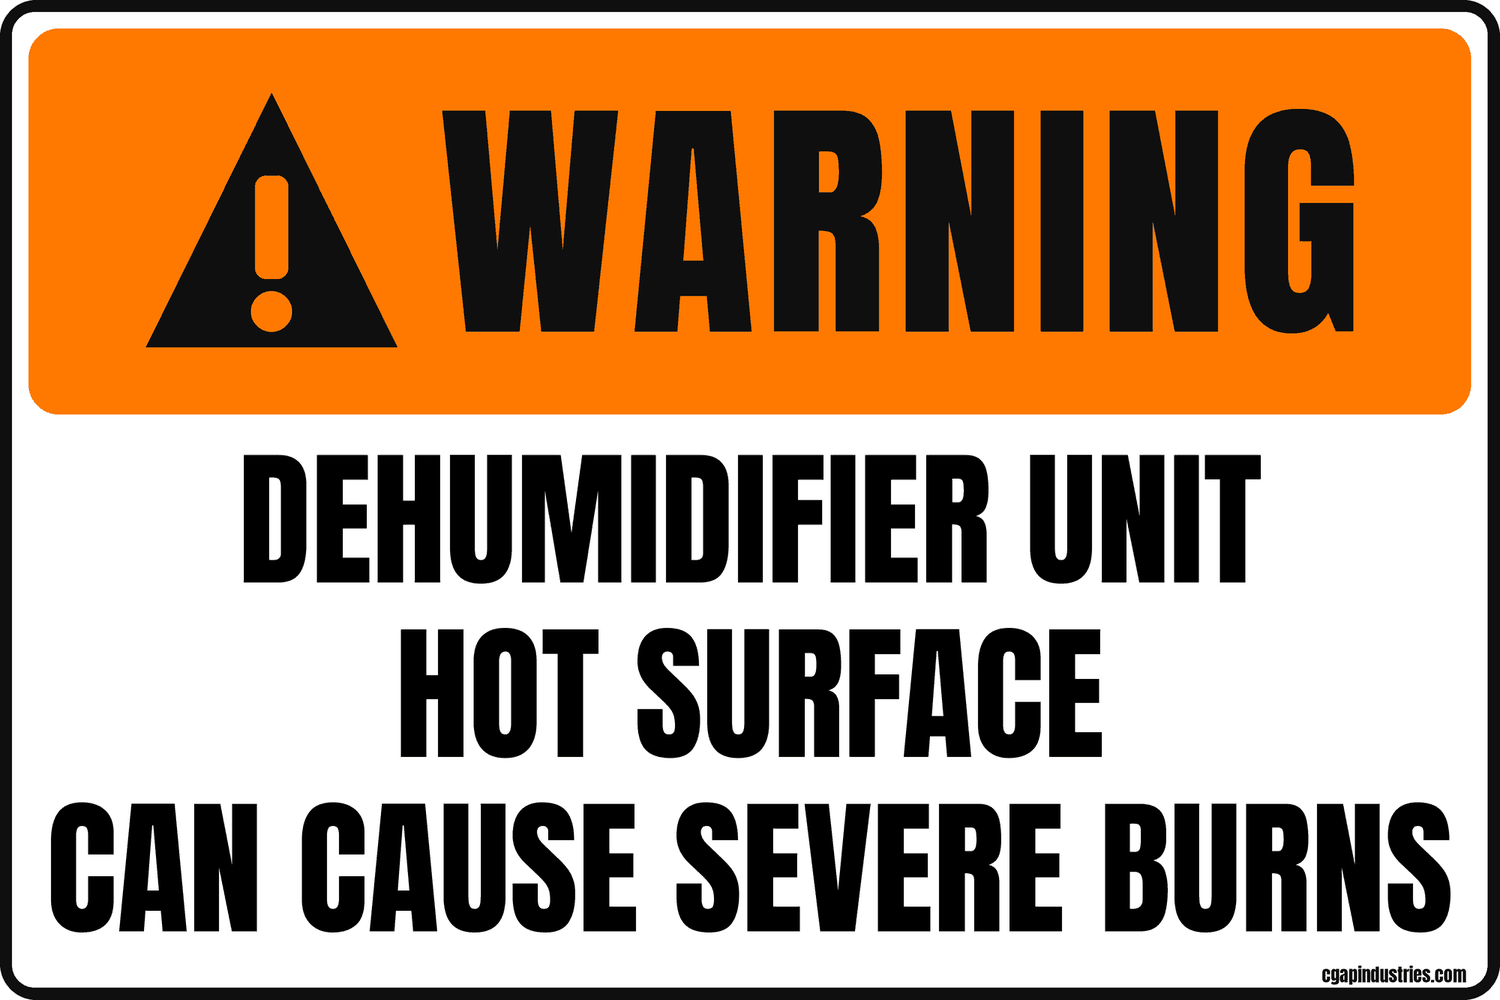 WARNING
DEHUMIDIFIER UNIT
HOT SURFACE
CAN CAUSE SEVERE BURNS
cgapindustries.com